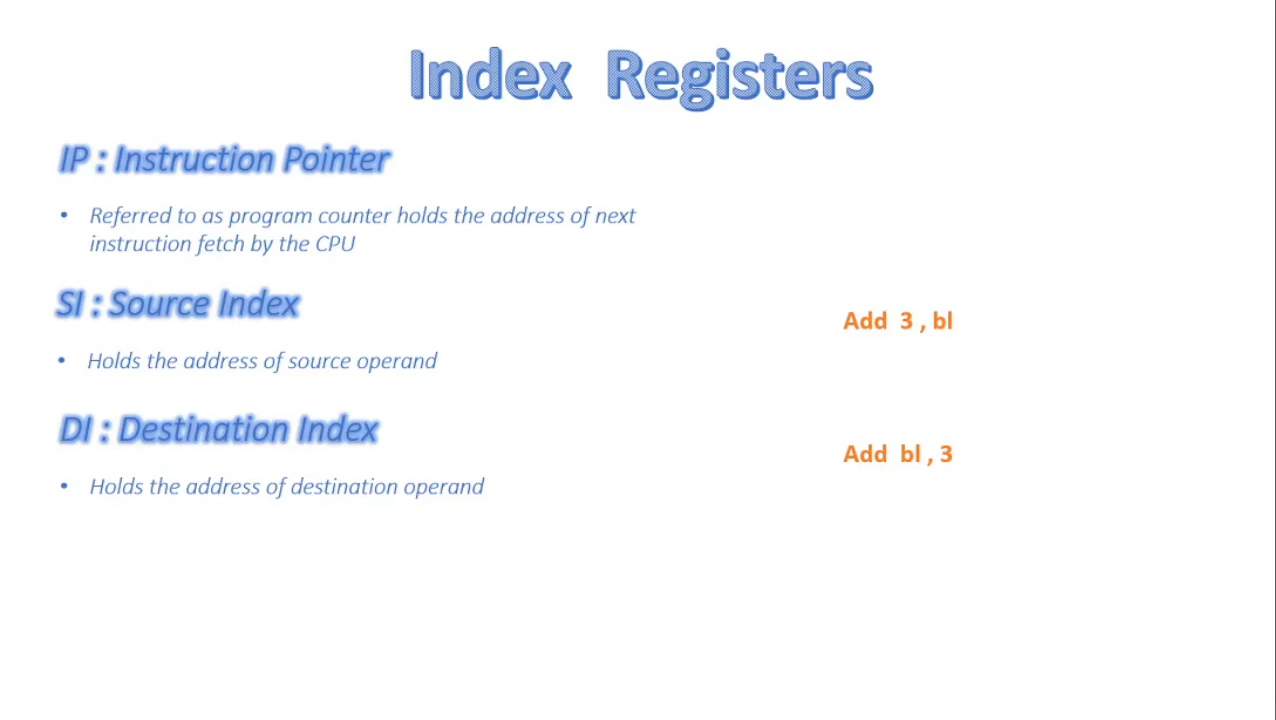 Index Registers
IP : Instruction Pointer
• Referred to as program counter holds the address of next
instruction fetch by the CPU
SI : Source Index
Add 3 , bl
• Holds the address of source operand
DI : Destination Index
Add bl , 3
• Holds the address of destination operand